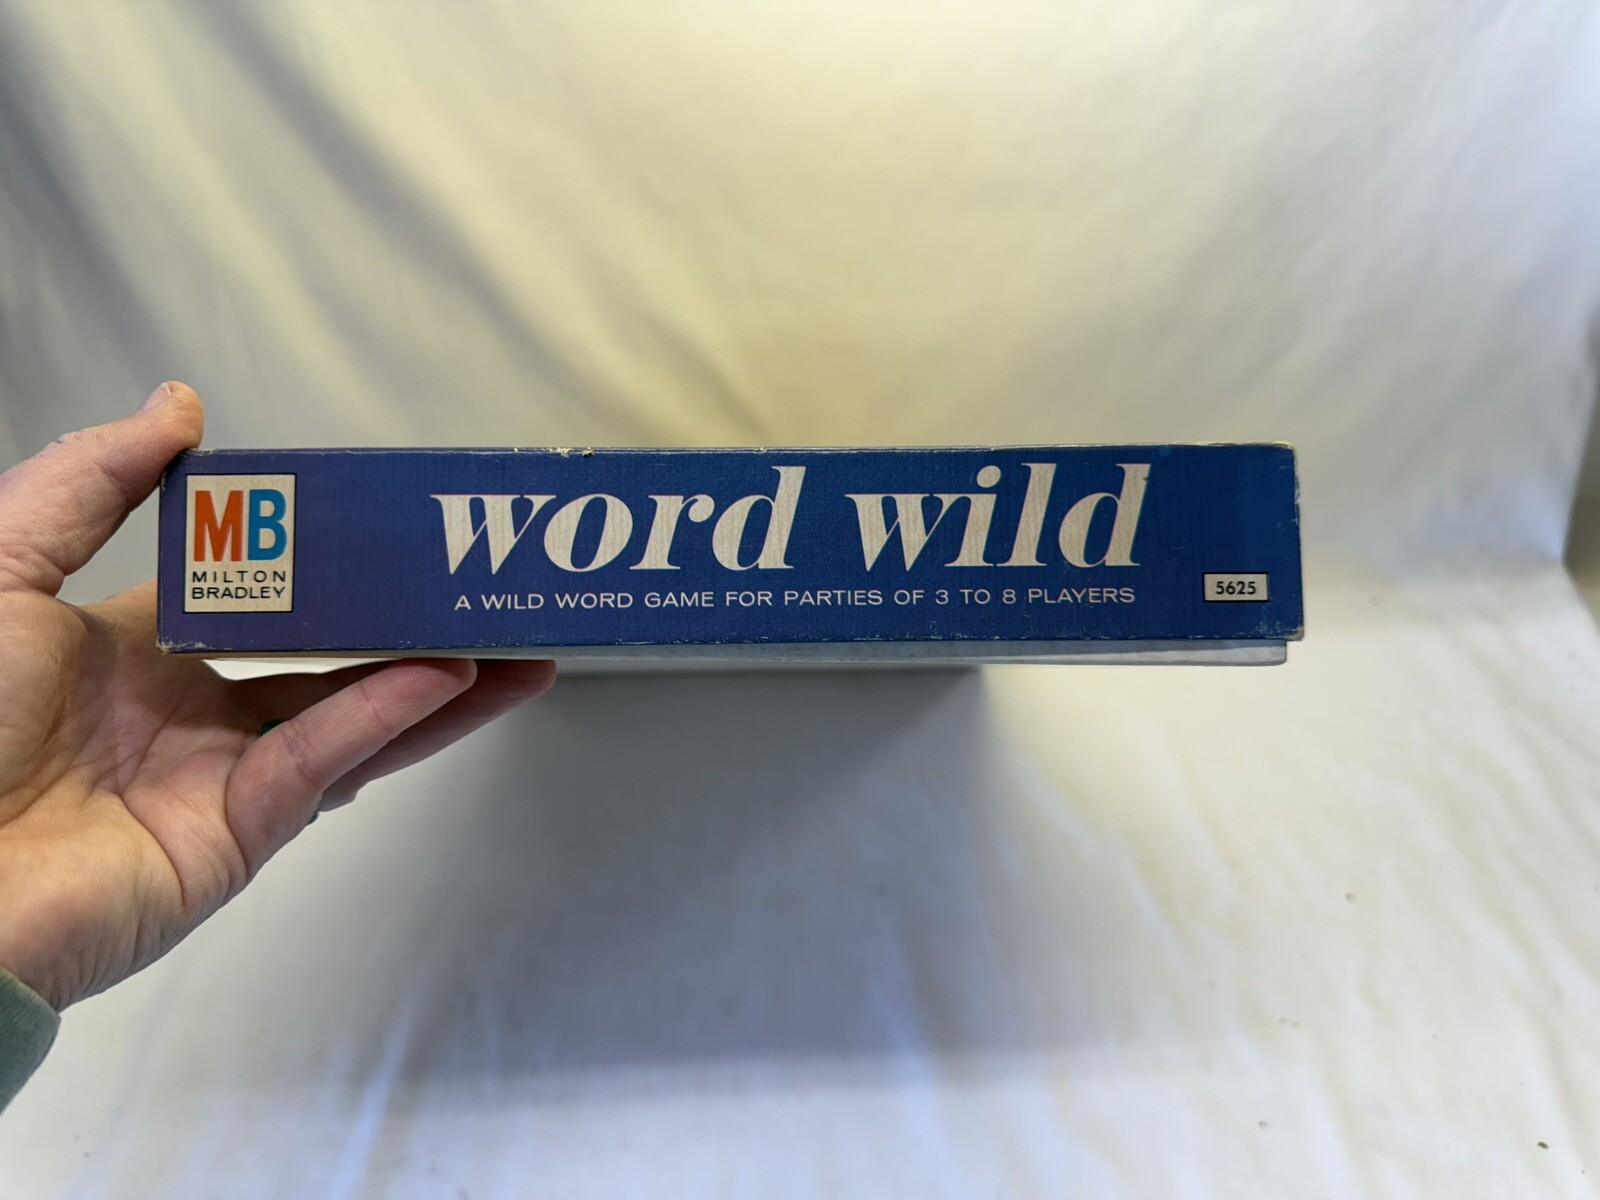 MB
MILTON
BRADLEY
word wild
A WILD WORD GAME FOR PARTIES OF 3 TO 8 PLAYERS
5625